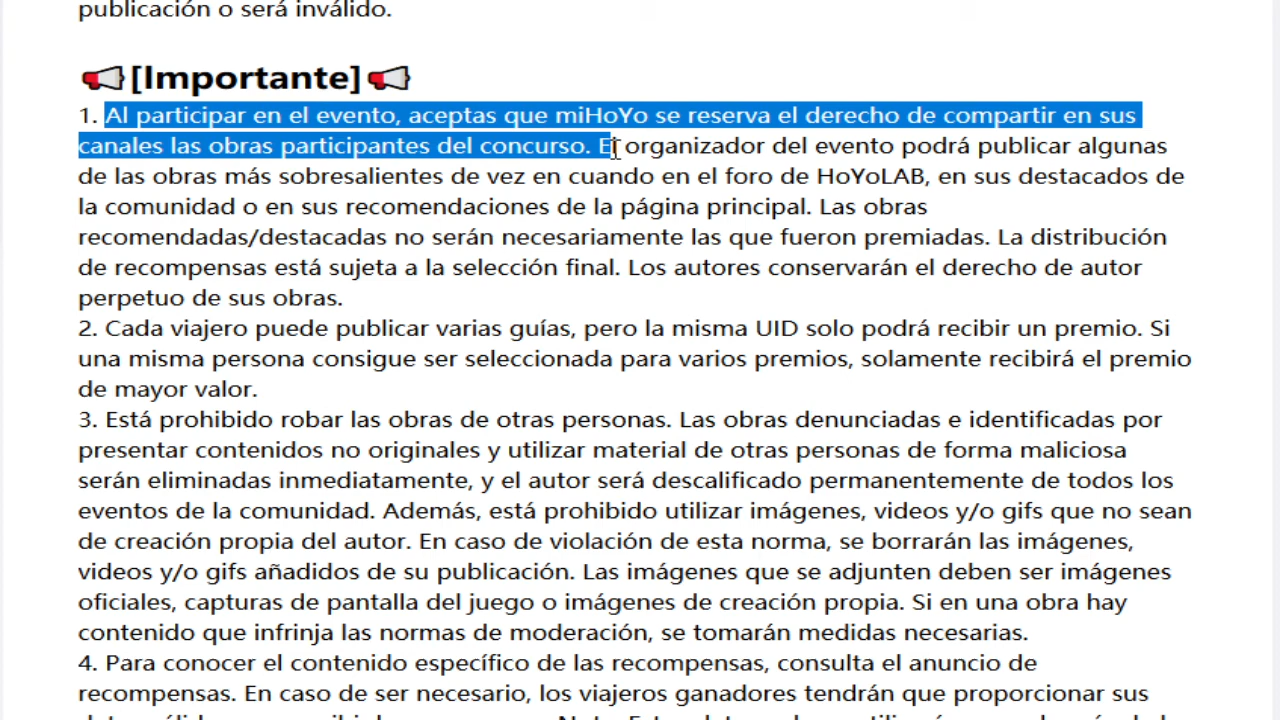 publicación o será inválido.
📢[Importante]📢
1. Al participar en el evento, aceptas que miHoYo se reserva el derecho de compartir en sus
canales las obras participantes del concurso. El organizador del evento podrá publicar algunas
de las obras más sobresalientes de vez en cuando en el foro de HoYoLAB, en sus destacados de
la comunidad o en sus recomendaciones de la página principal. Las obras
recomendadas/destacadas no serán necesariamente las que fueron premiadas. La distribución
de recompensas está sujeta a la selección final. Los autores conservarán el derecho de autor
perpetuo de sus obras.
2. Cada viajero puede publicar varias guías, pero la misma UID solo podrá recibir un premio. Si
una misma persona consigue ser seleccionada para varios premios, solamente recibirá el premio
de mayor valor.
3. Está prohibido robar las obras de otras personas. Las obras denunciadas e identificadas por
presentar contenidos no originales y utilizar material de otras personas de forma maliciosa
serán eliminadas inmediatamente, y el autor será descalificado permanentemente de todos los
eventos de la comunidad. Además, está prohibido utilizar imágenes, videos y/o gifs que no sean
de creación propia del autor. En caso de violación de esta norma, se borrarán las imágenes,
videos y/o gifs añadidos de su publicación. Las imágenes que se adjunten deben ser imágenes
oficiales, capturas de pantalla del juego o imágenes de creación propia. Si en una obra hay
contenido que infrinja las normas de moderación, se tomarán medidas necesarias.
4. Para conocer el contenido específico de las recompensas, consulta el anuncio de
recompensas. En caso de ser necesario, los viajeros ganadores tendrán que proporcionar sus